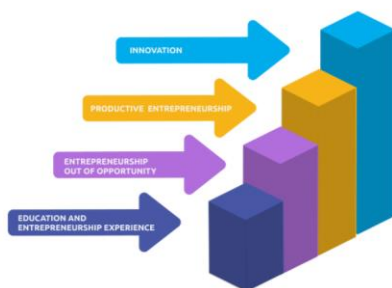 INNOVATION
PRODUCTIVE ENTREPRENEURSHIP
ENTREPRENEURSHIP
OUT OF OPPORTUNITY
EDUCATION AND
ENTREPRENEURSHIP EXPERIENCE